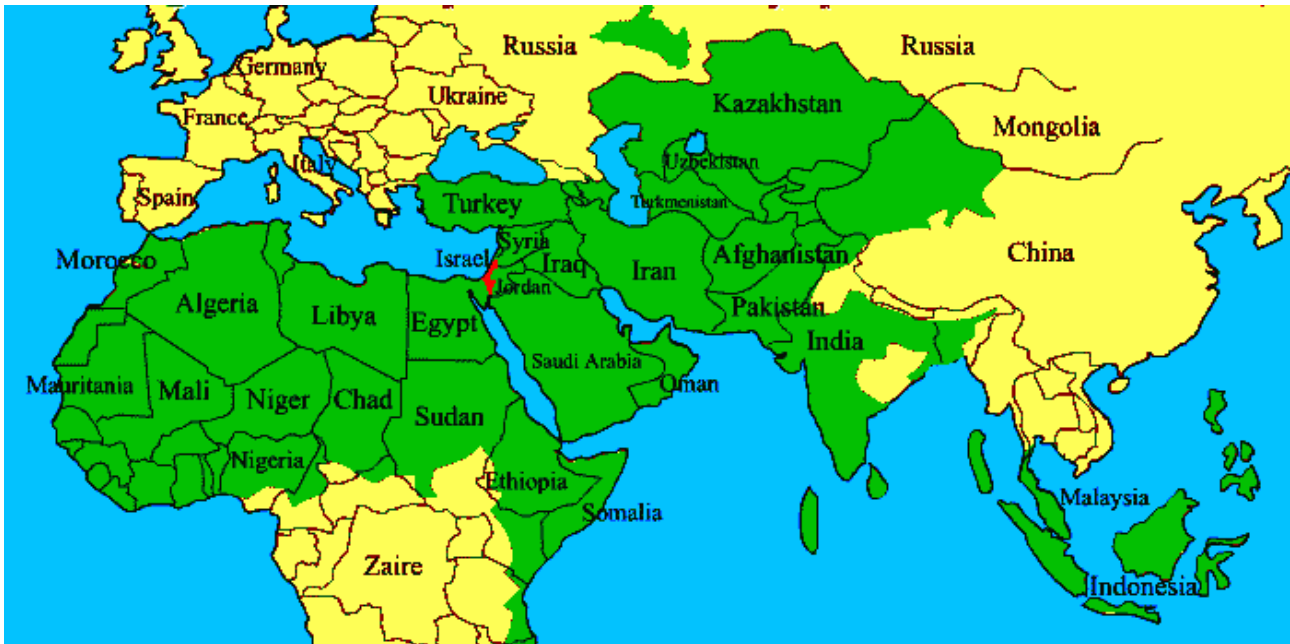 Russia
Russia
Germany
Kazakhstan
Ukraine
France
Mongolia
Italy
Uzbekistan
Spain
Turkey
Turkmenistan
Morocco
Syria
Israel
Iraq
Iran
Afghanistan
China
Jordan
Algeria
Libya
Egypt
Pakistan
India
Saudi Arabia
Mauritania
Mali
Niger
Chad
Sudan
Oman
Nigeria
Ethiopia
Malaysia
Somalia
Zaire
Indonesia